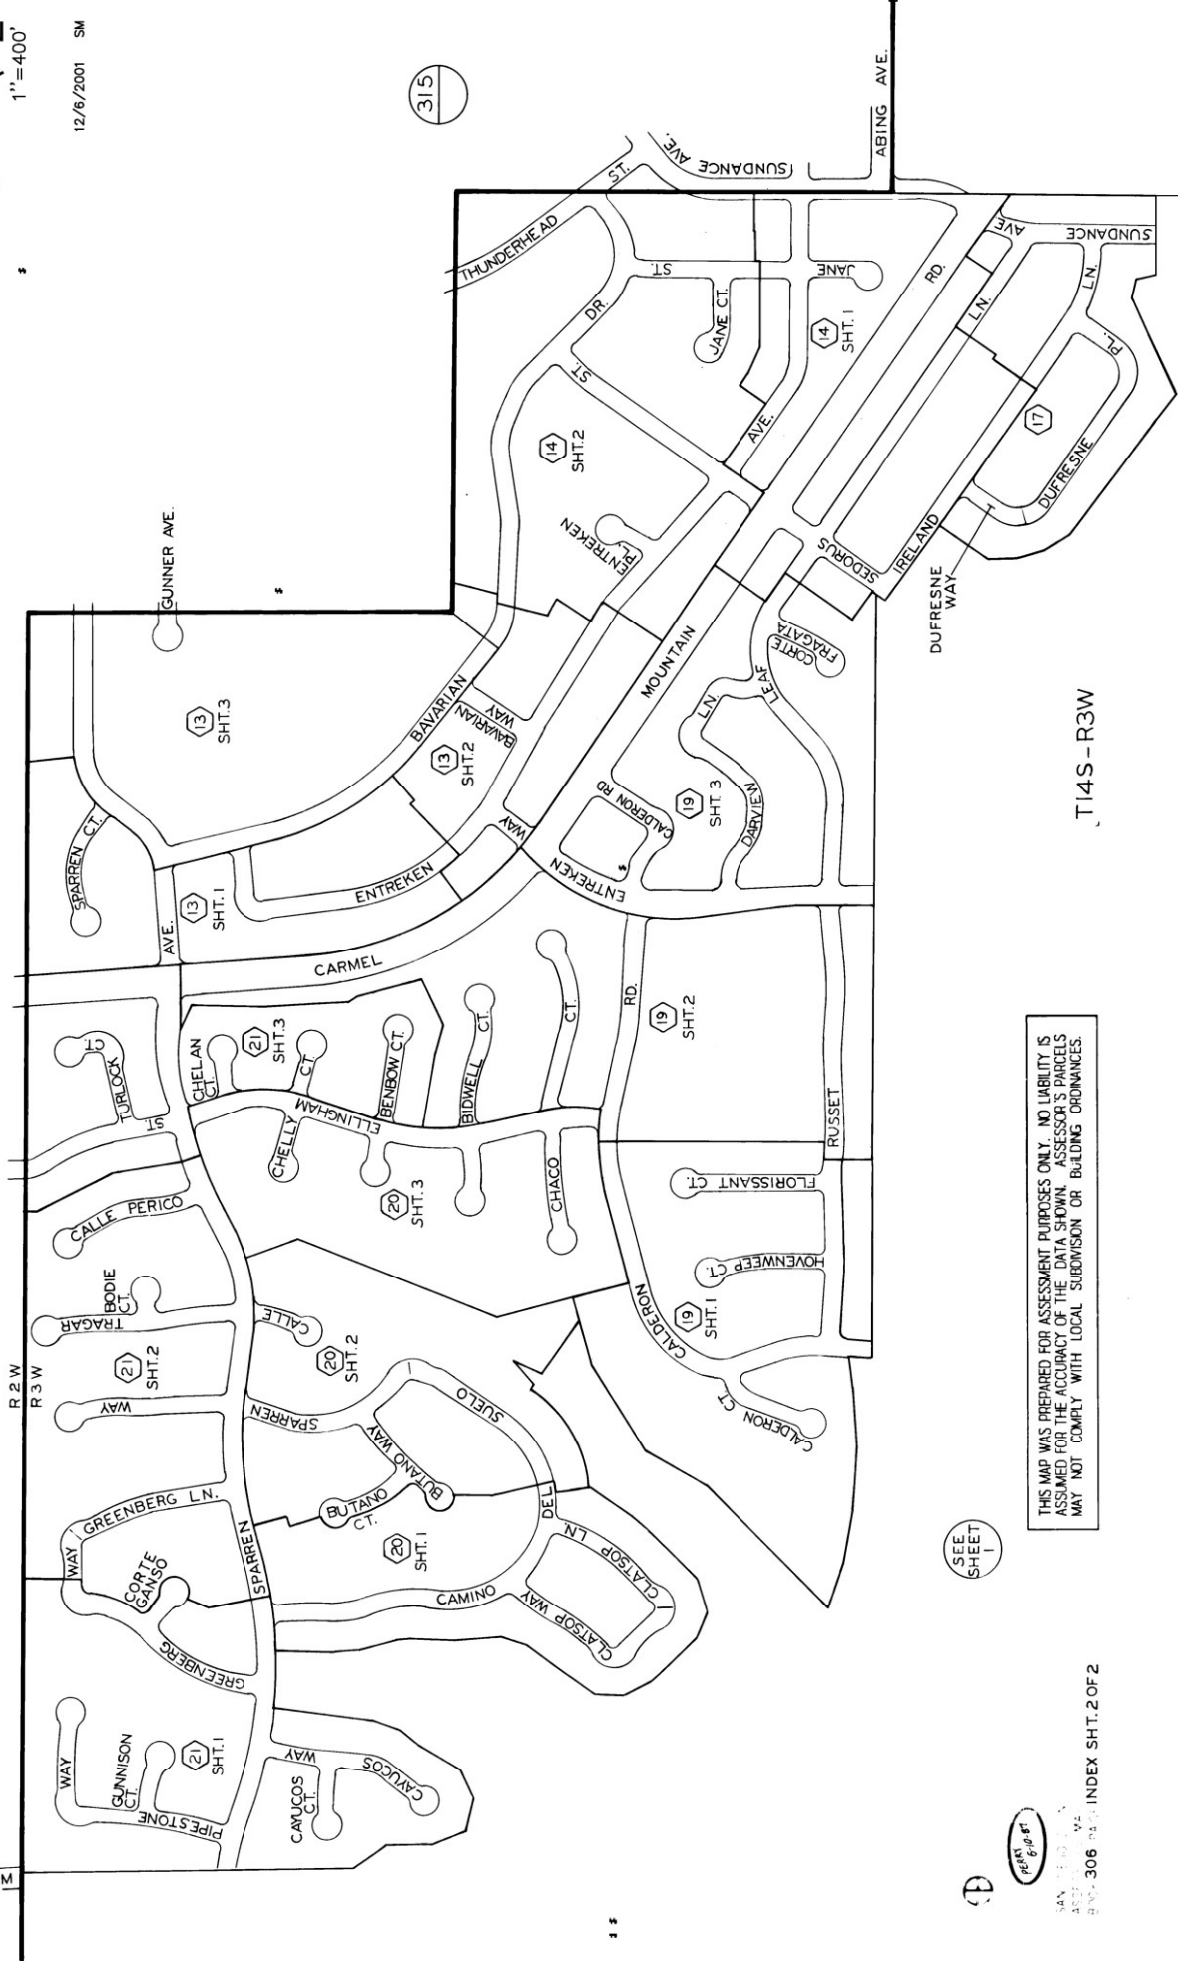 1"=400'
12/6/2001 SM
315
ABING AVE.
SUNDANCE AVE.
THUNDERHEAD ST.
JANE ST.
JANE CT.
14
SHT. 1
RD.
SUNDANCE AVE
LN.
LN.
PL.
17
DUFRESNE
DUFRESNE WAY
IRELAND
SEDORUS
AVE.
DR.
ST.
14
SHT. 2
ENTREKEN PL.
GUNNER AVE.
13
SHT. 3
BAVARIAN
BAVARIAN WAY
13
SHT. 2
MOUNTAIN
CORTE FRAGATA
LEAF
LN.
DARVIEW
19
SHT. 3
CALDERON RD
ENTREKEN
WAY
ENTREKEN
SPARREN CT.
13
SHT. 1
AVE.
CARMEL
RD.
19
SHT. 2
RUSSET
TURLOCK CT.
ST.
CHELAN CT.
21
SHT. 3
CHELLY CT.
BENBOW CT.
ELLINGHAM
BIDWELL CT.
CHACO CT.
20
SHT. 3
FLORISSANT CT.
HOVENWEEP CT.
19
SHT. 1
CALDERON
CALDERON CT.
CALLE PERICO
BODIE CT.
TRAGAR
R2W
R3W
21
SHT. 2
WAY
CALLE
20
SHT. 2
SPARREN
SUELO
BUTANO WAY
BUTANO
BUTANO CT.
20
SHT. 1
DEL
CAMINO
CLATSOP LN.
CLATSOP WAY
GREENBERG LN.
WAY
CORTE GANSO
SPARREN
GREENBERG
WAY
GUNNISON CT.
21
SHT. 1
PIPESTONE
CAYUCOS CT.
CAYUCOS WAY
M
T14S-R3W
THIS MAP WAS PREPARED FOR ASSESSMENT PURPOSES ONLY. NO LIABILITY IS
ASSUMED FOR THE ACCURACY OF THE DATA SHOWN. ASSESSOR'S PARCELS
MAY NOT COMPLY WITH LOCAL SUBDIVISION OR BUILDING ORDINANCES.
SEE
SHEET
1
PERRY
6-10-87
306 INDEX SHT. 2 OF 2